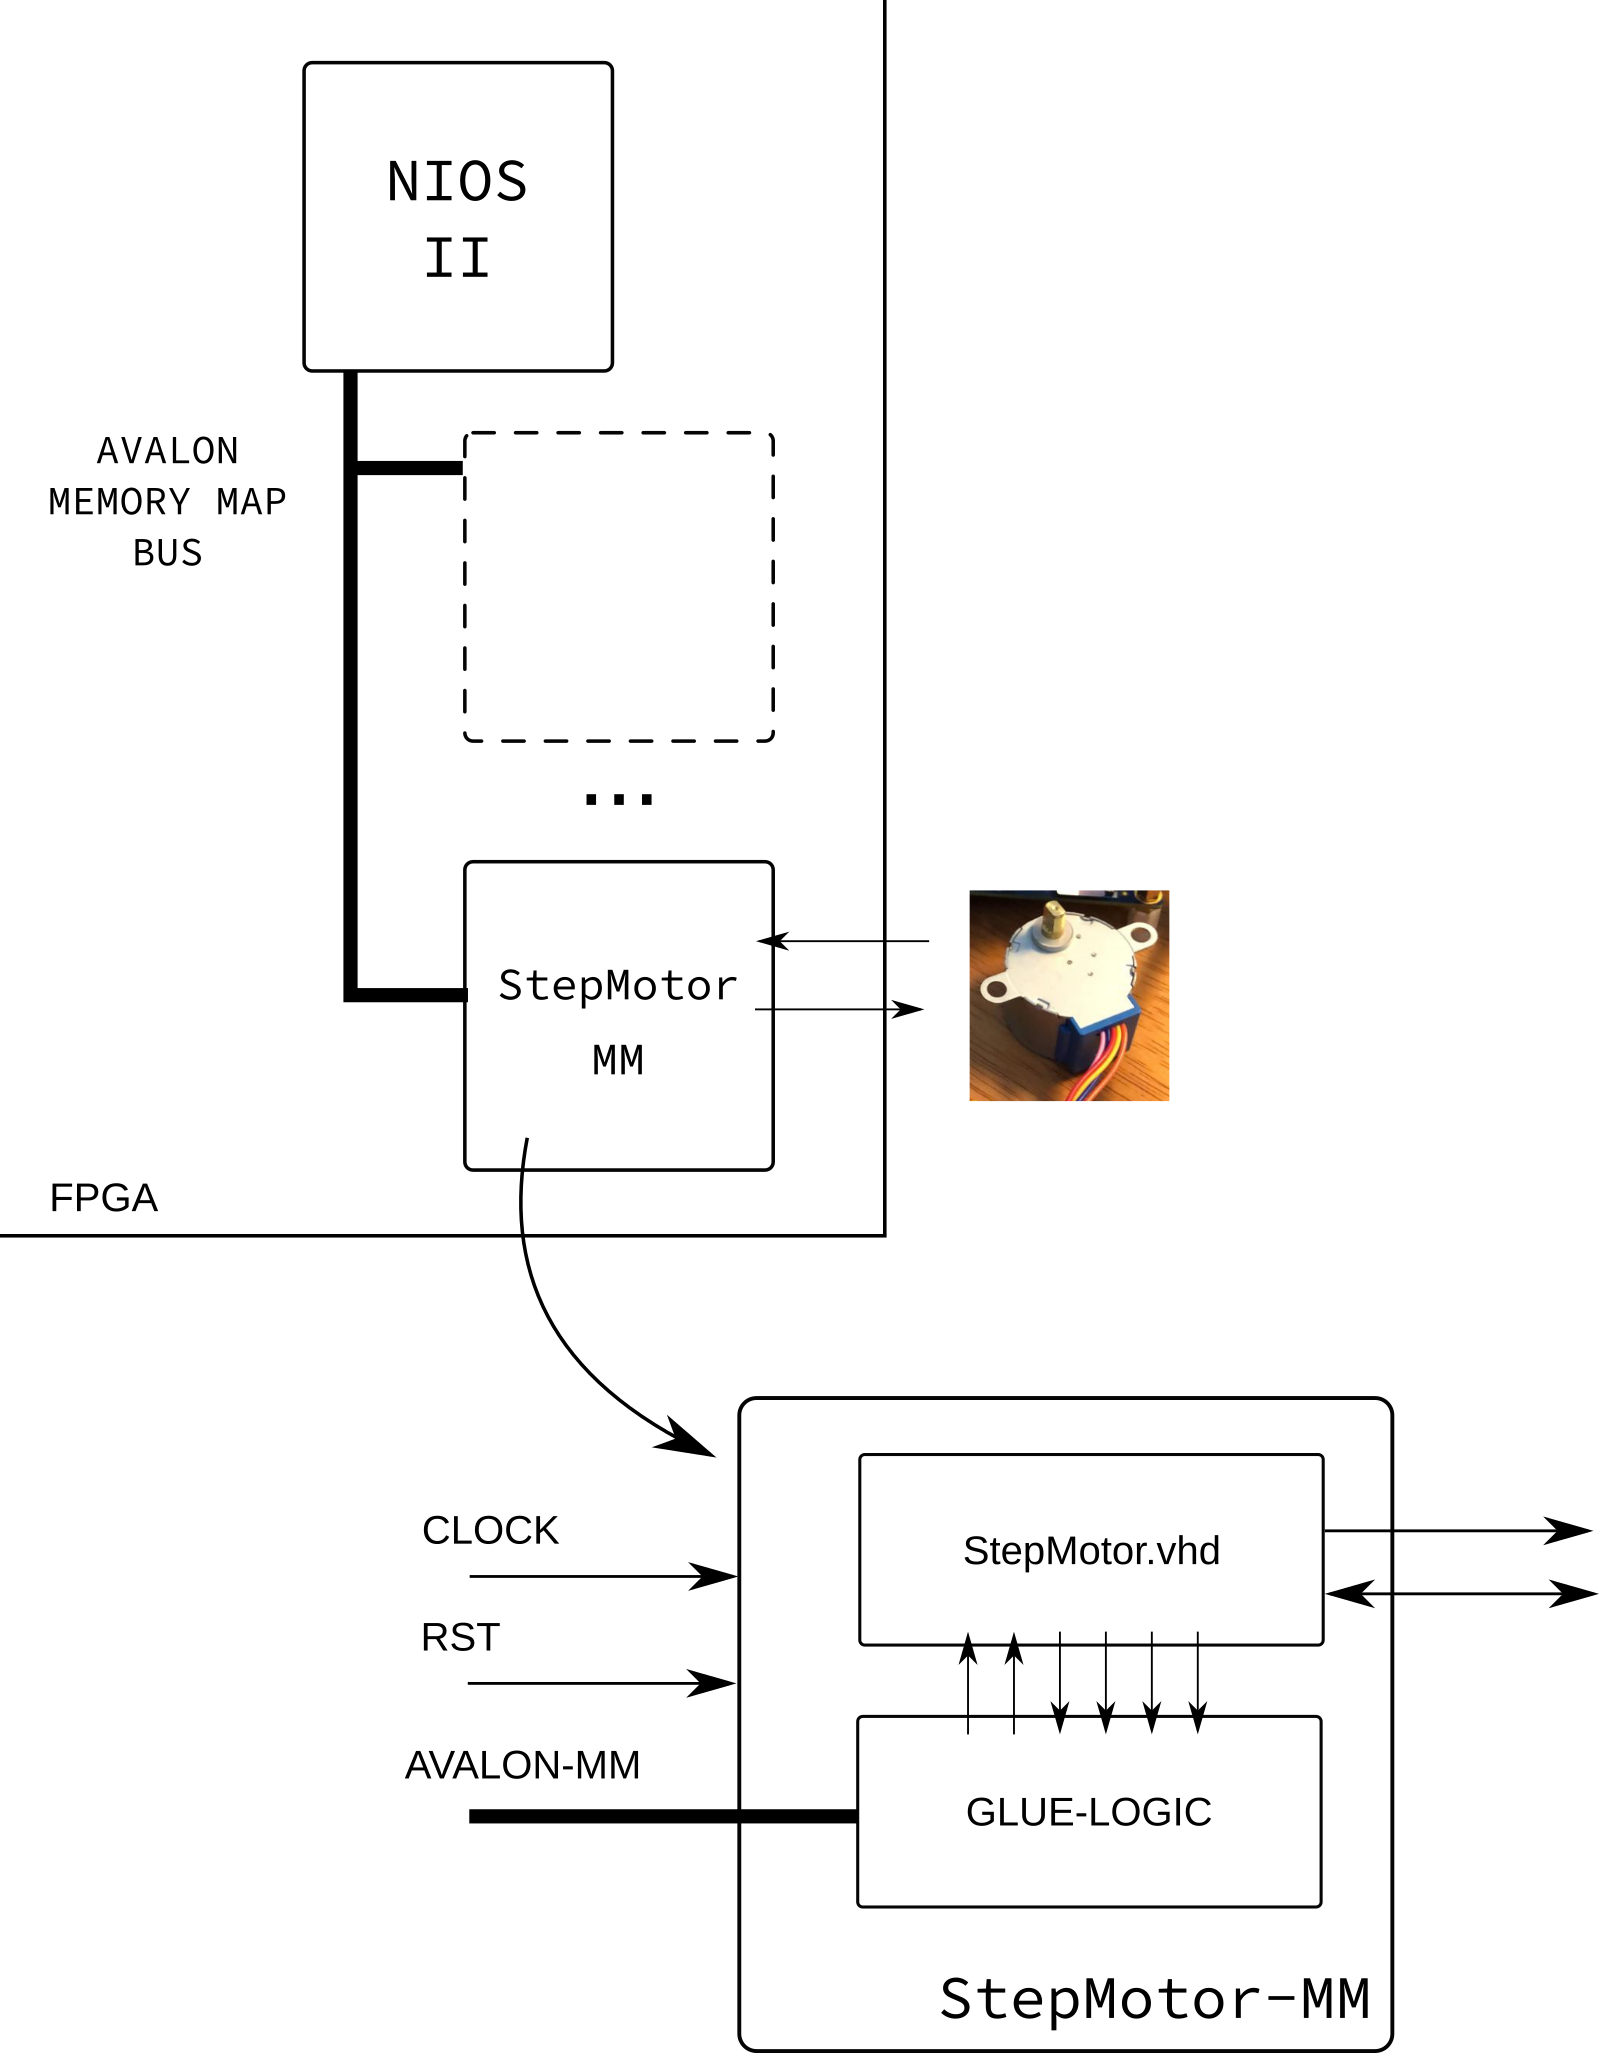 NIOS
II
AVALON
MEMORY MAP
BUS
...
StepMotor
MM
FPGA
CLOCK
RST
AVALON-MM
StepMotor.vhd
GLUE-LOGIC
StepMotor-MM